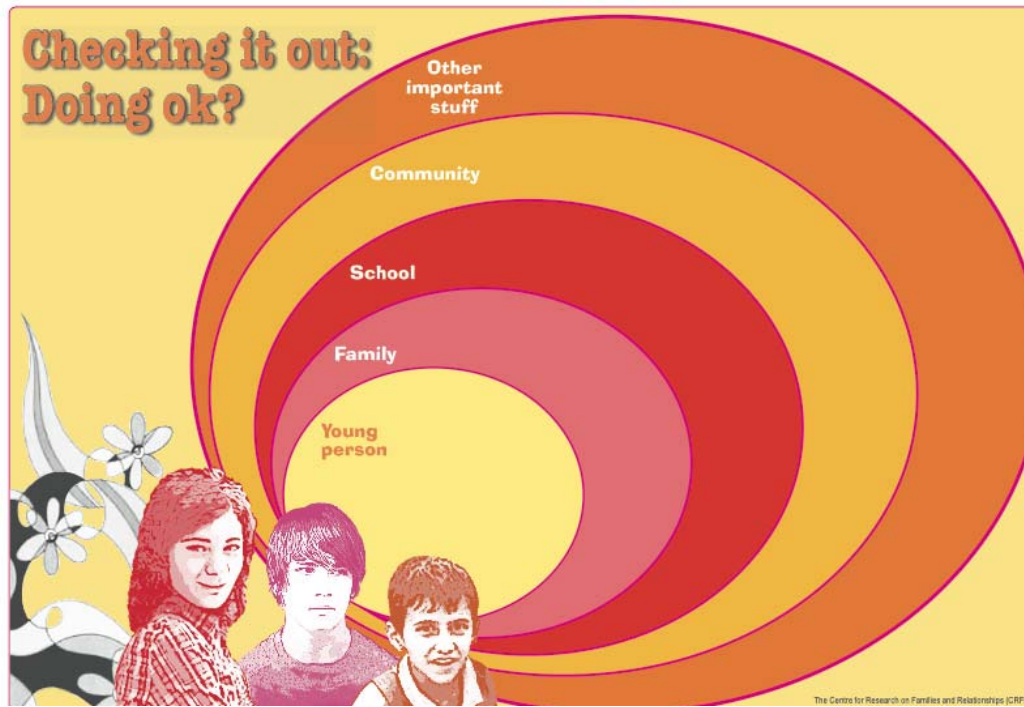 Checking it out:
Doing ok?
Other
important
stuff
Community
School
Family
Young
person
The Centre for Research on Families and Relationships (CRF